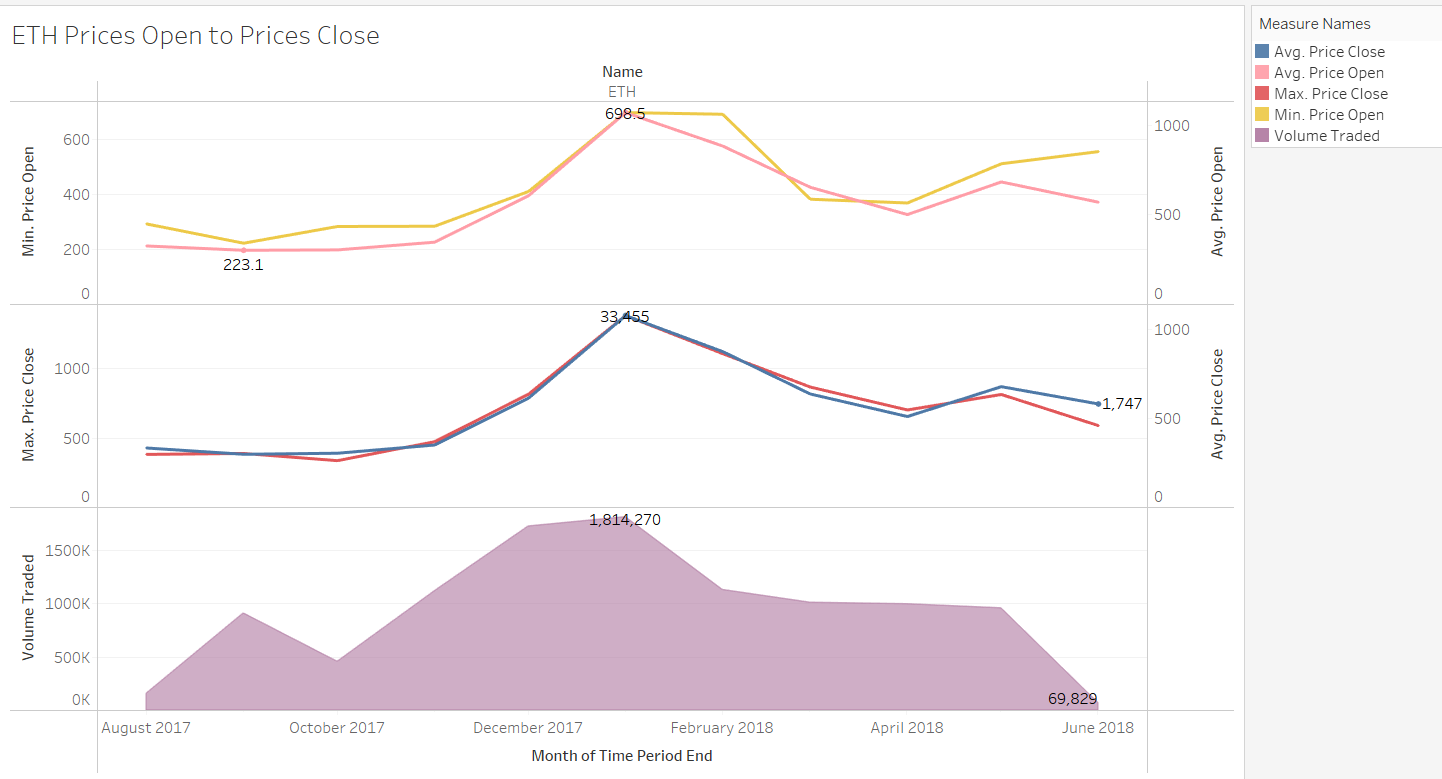 ETH Prices Open to Prices Close
Name
ETH
Min. Price Open
600
400
200
0
698.5
223.1
1000
500
0
Avg. Price Open
Max. Price Close
1000
500
0
33,455
1,747
1000
500
0
Avg. Price Close
Volume Traded
1500K
1000K
500K
0K
1,814,270
69,829
August 2017 October 2017 December 2017 February 2018 April 2018 June 2018
Month of Time Period End
Measure Names
Avg. Price Close
Avg. Price Open
Max. Price Close
Min. Price Open
Volume Traded